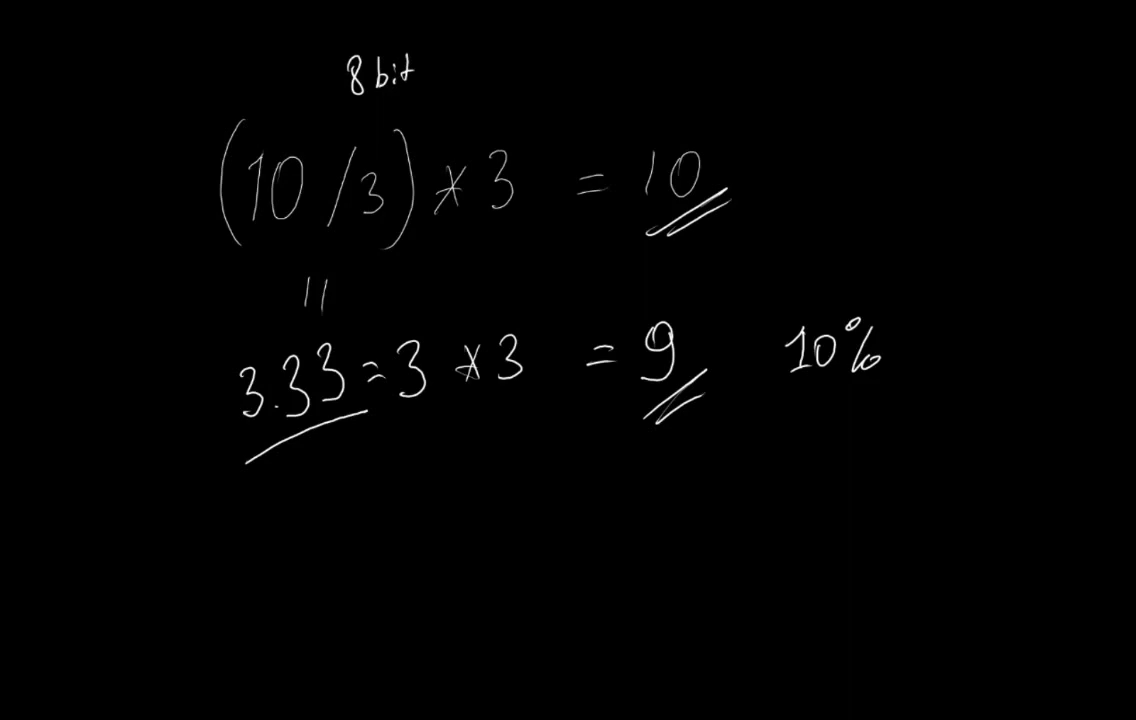 8 bit
(10/3) * 3 = 10
||
3.33 = 3 * 3 = 9 10%